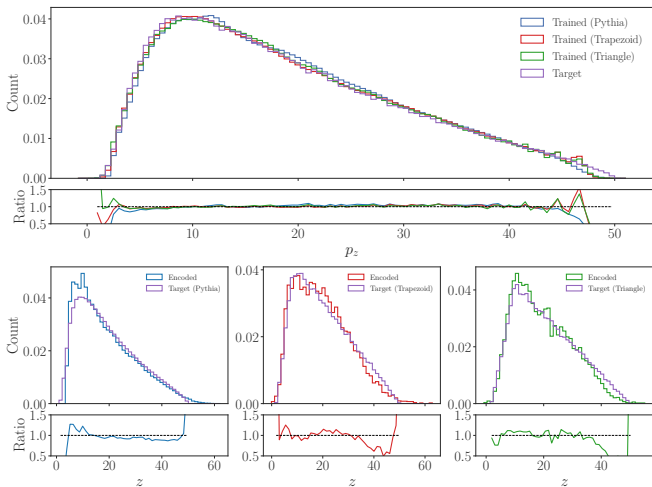 0.04
0.03
0.02
0.01
0.00
Count
Trained (Pythia)
Trained (Trapezoid)
Trained (Triangle)
Target
1.5
1.0
0.5
Ratio
0 10 20 30 40 50
p_z
0.04
0.02
0.00
Count
Encoded
Target (Pythia)
0.04
0.02
0.00
Encoded
Target (Trapezoid)
0.04
0.02
0.00
Encoded
Target (Triangle)
1.5
1.0
0.5
Ratio
0 20 40 60
z
1.5
1.0
0.5
0 20 40 60
z
1.5
1.0
0.5
0 20 40
z